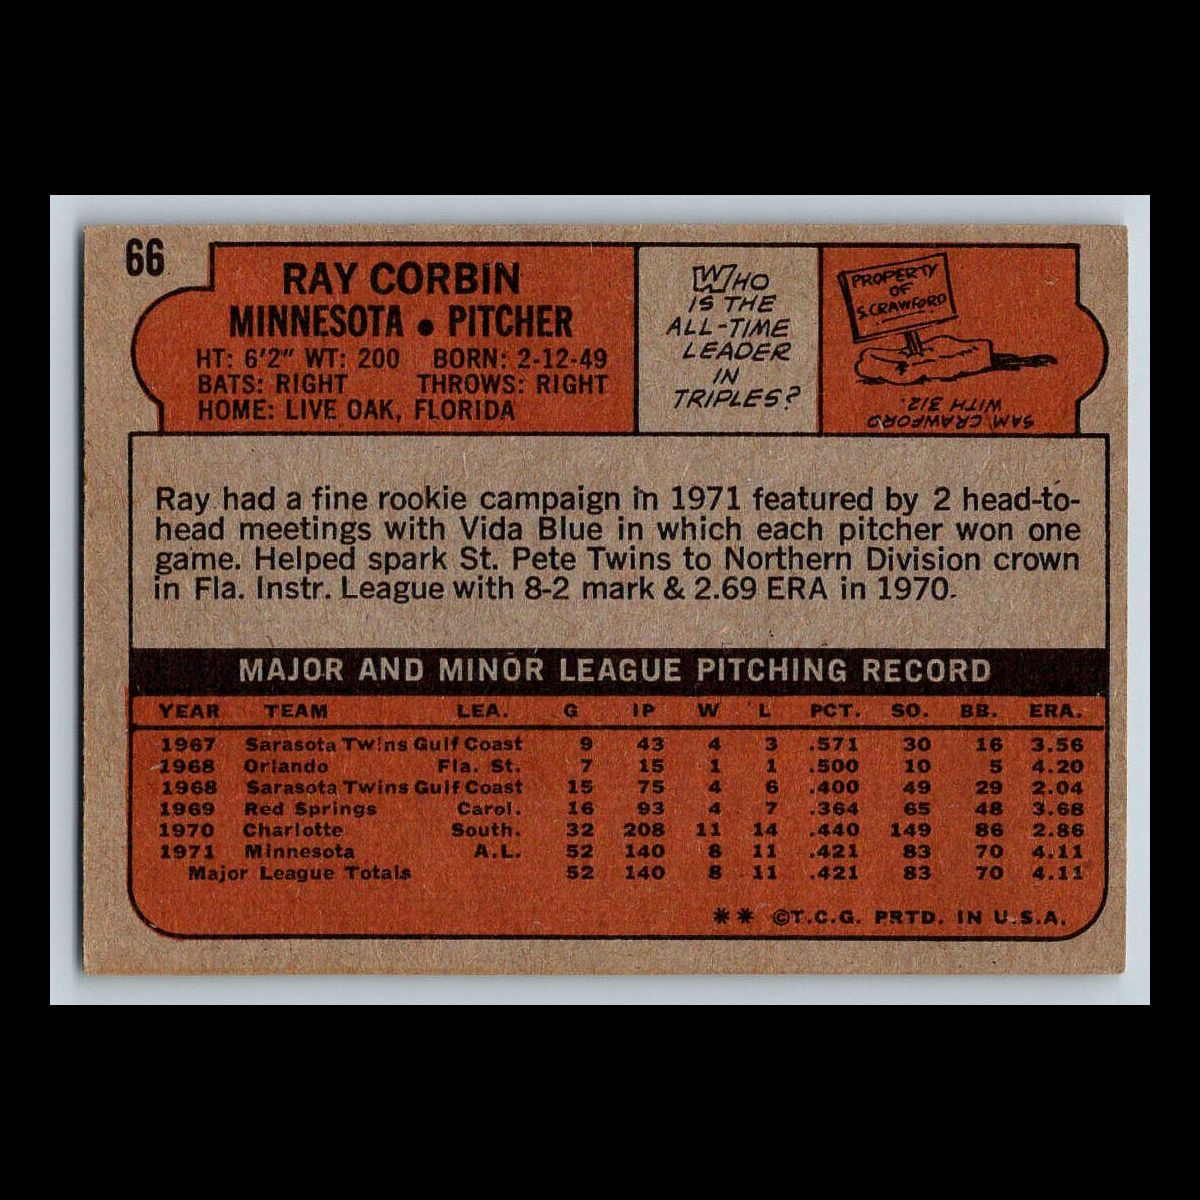 66
RAY CORBIN
MINNESOTA • PITCHER
HT: 6'2" WT: 200 BORN: 2-12-49
BATS: RIGHT THROWS: RIGHT
HOME: LIVE OAK, FLORIDA
WHO
IS THE
ALL-TIME
LEADER
IN
TRIPLES?
PROPERTY
OF
S. CRAWFORD
SAM CRAWFORD
WITH 312.
Ray had a fine rookie campaign in 1971 featured by 2 head-to-
head meetings with Vida Blue in which each pitcher won one
game. Helped spark St. Pete Twins to Northern Division crown
in Fla. Instr. League with 8-2 mark & 2.69 ERA in 1970.
MAJOR AND MINOR LEAGUE PITCHING RECORD
YEAR TEAM LEA. G IP W L PCT. SO. BB. ERA.
1967 Sarasota Twins Gulf Coast 9 43 4 3 .571 30 16 3.56
1968 Orlando Fla. St. 7 15 1 1 .500 10 5 4.20
1968 Sarasota Twins Gulf Coast 15 75 4 6 .400 49 29 2.04
1969 Red Springs Carol. 16 93 4 7 .364 65 48 3.68
1970 Charlotte South. 32 208 11 14 .440 149 86 2.86
1971 Minnesota A.L. 52 140 8 11 .421 83 70 4.11
Major League Totals 52 140 8 11 .421 83 70 4.11
** ©T.C.G. PRTD. IN U.S.A.